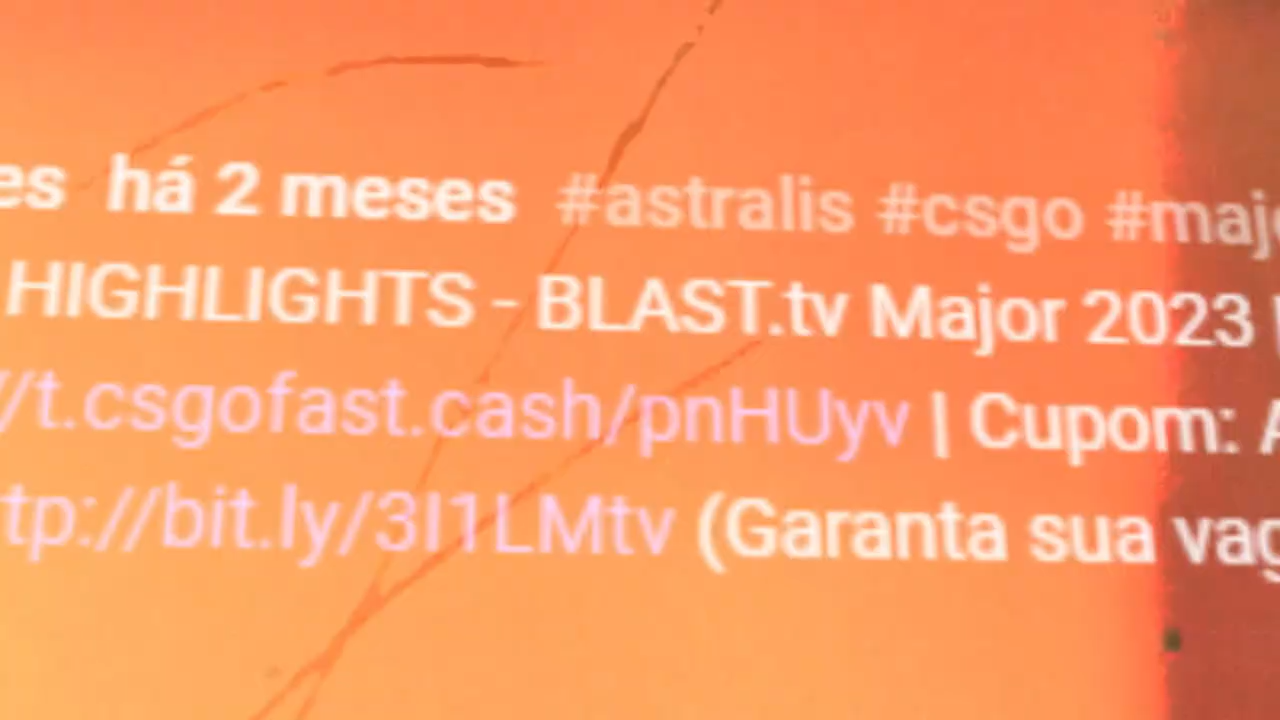 há 2 meses #astralis #csgo
HIGHLIGHTS - BLAST.tv Major 2023
//t.csgofast.cash/pnHUyv | Cupom:
tp://bit.ly/3I1LMtv (Garanta sua